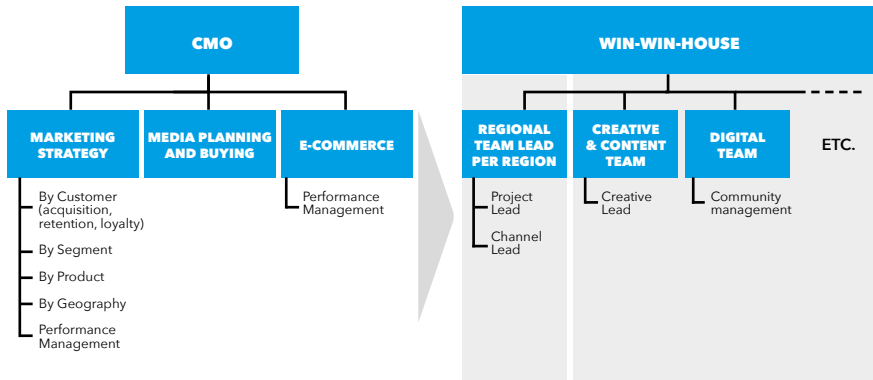 CMO
WIN-WIN-HOUSE
MARKETING
STRATEGY
MEDIA PLANNING
AND BUYING
E-COMMERCE
REGIONAL
TEAM LEAD
PER REGION
CREATIVE
& CONTENT
TEAM
DIGITAL
TEAM
ETC.
By Customer
(acquisition,
retention, loyalty)
By Segment
By Product
By Geography
Performance
Management
Performance
Management
Project
Lead
Channel
Lead
Creative
Lead
Community
management